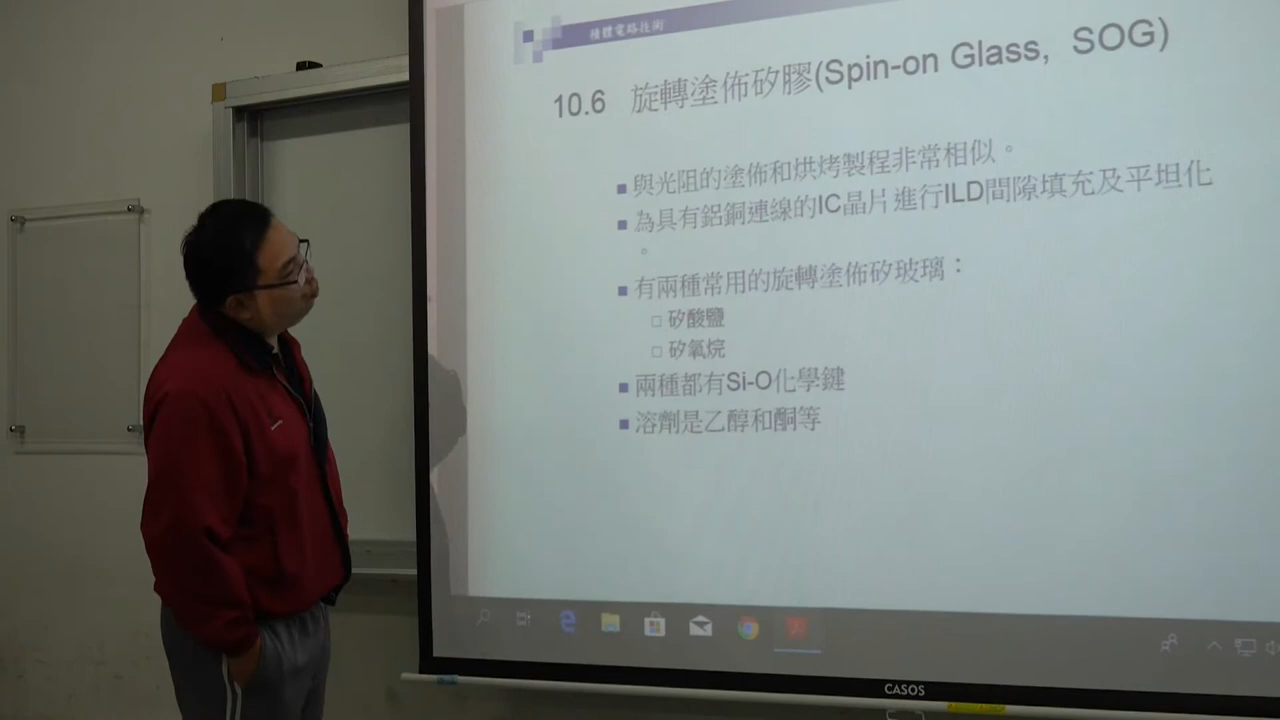 積體電路技術
10.6 旋轉塗佈矽膠(Spin-on Glass, SOG)
■ 與光阻的塗佈和烘烤製程非常相似。
■ 為具有鋁銅連線的IC晶片進行ILD間隙填充及平坦化
。
■ 有兩種常用的旋轉塗佈矽玻璃：
□ 矽酸鹽
□ 矽氧烷
■ 兩種都有Si-O化學鍵
■ 溶劑是乙醇和酮等
CASOS